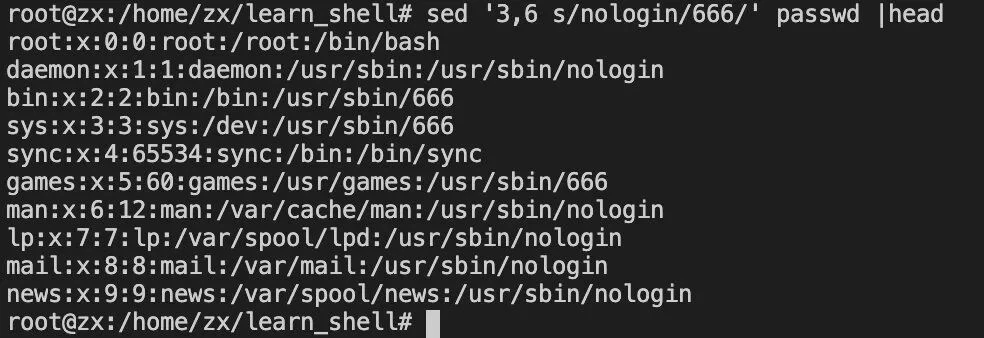 root@zx:/home/zx/learn_shell# sed '3,6 s/nologin/666/' passwd |head
root:x:0:0:root:/root:/bin/bash
daemon:x:1:1:daemon:/usr/sbin:/usr/sbin/nologin
bin:x:2:2:bin:/bin:/usr/sbin/666
sys:x:3:3:sys:/dev:/usr/sbin/666
sync:x:4:65534:sync:/bin:/bin/sync
games:x:5:60:games:/usr/games:/usr/sbin/666
man:x:6:12:man:/var/cache/man:/usr/sbin/nologin
lp:x:7:7:lp:/var/spool/lpd:/usr/sbin/nologin
mail:x:8:8:mail:/var/mail:/usr/sbin/nologin
news:x:9:9:news:/var/spool/news:/usr/sbin/nologin
root@zx:/home/zx/learn_shell#